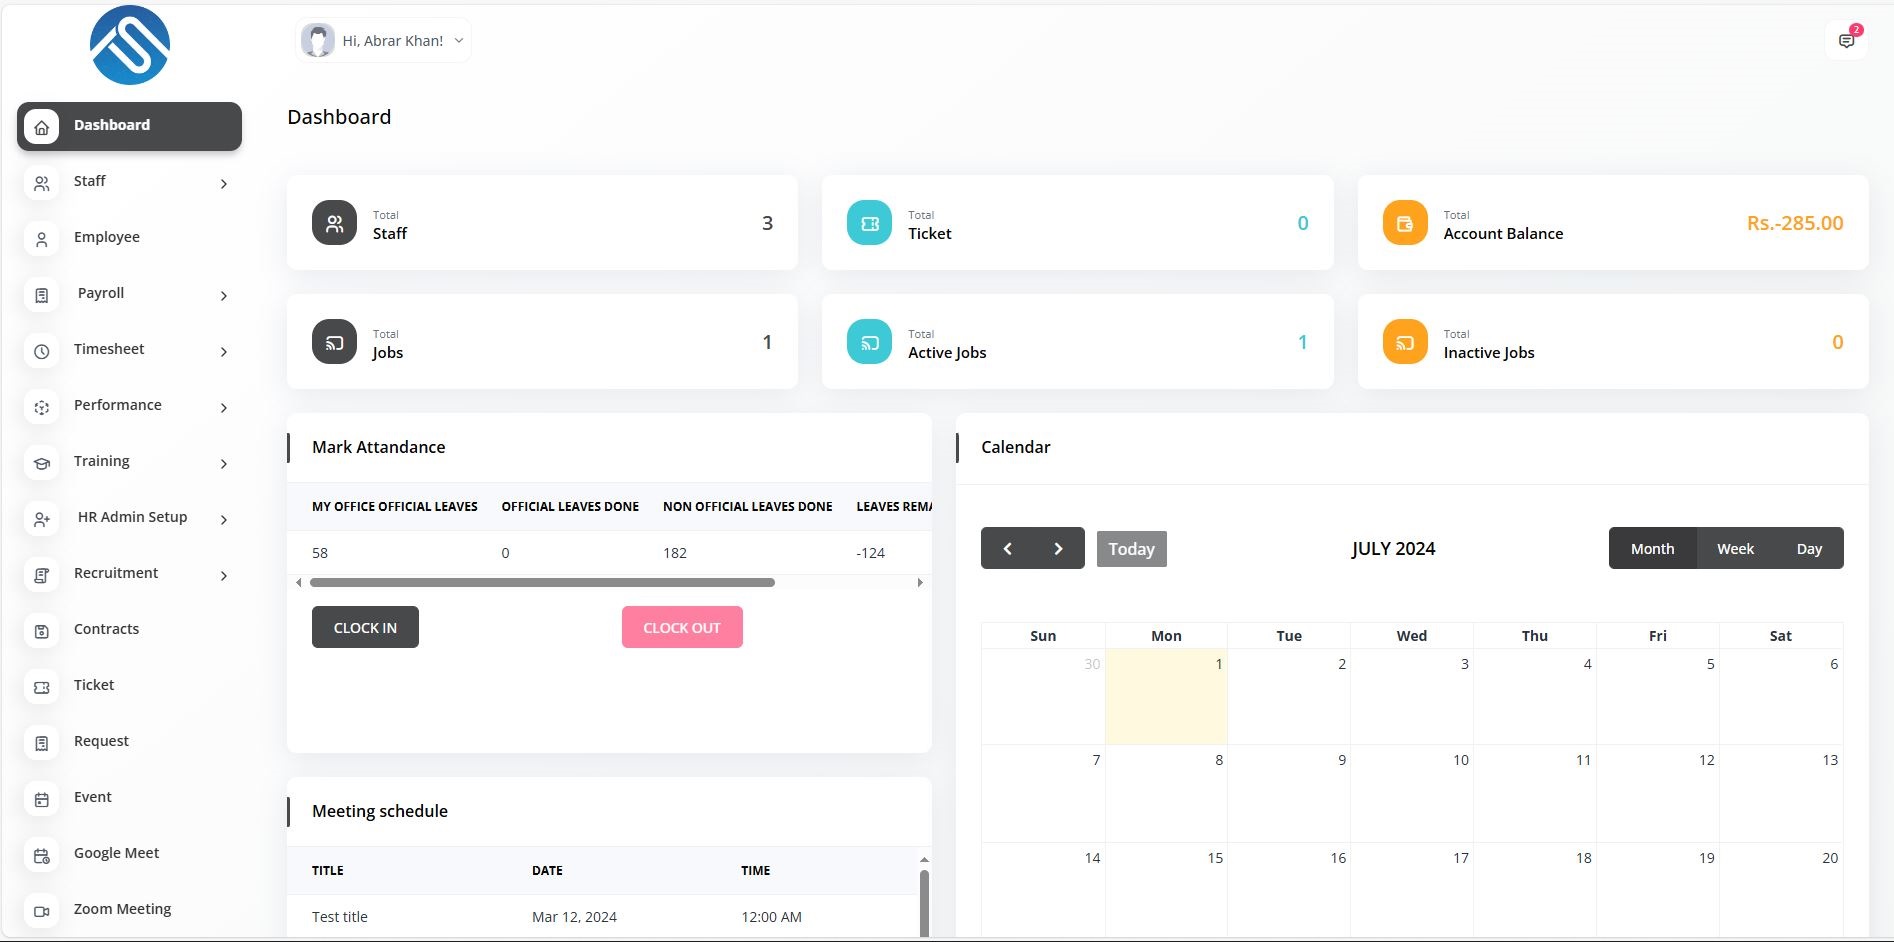 Hi, Abrar Khan!
2
Dashboard
Staff
Employee
Payroll
Timesheet
Performance
Training
HR Admin Setup
Recruitment
Contracts
Ticket
Request
Event
Google Meet
Zoom Meeting
Dashboard
Total
Staff
3
Total
Ticket
0
Total
Account Balance
Rs.-285.00
Total
Jobs
1
Total
Active Jobs
1
Total
Inactive Jobs
0
Mark Attandance
MY OFFICE OFFICIAL LEAVES OFFICIAL LEAVES DONE NON OFFICIAL LEAVES DONE LEAVES REMA
58 0 182 -124
CLOCK IN CLOCK OUT
Meeting schedule
TITLE DATE TIME
Test title Mar 12, 2024 12:00 AM
Calendar
Today JULY 2024 Month Week Day
Sun Mon Tue Wed Thu Fri Sat
30 1 2 3 4 5 6
7 8 9 10 11 12 13
14 15 16 17 18 19 20